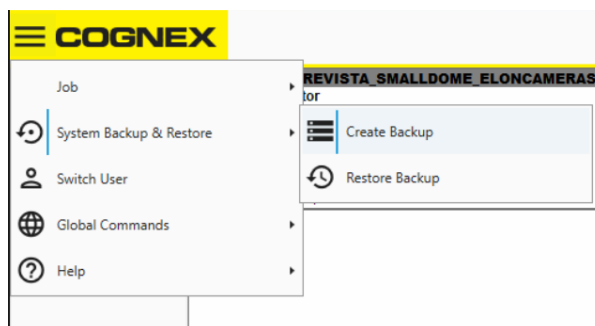 COGNEX
REVISTA_SMALLDOME_ELONCAMERAS
Job
tor
System Backup & Restore
Create Backup
Switch User
Restore Backup
Global Commands
Help